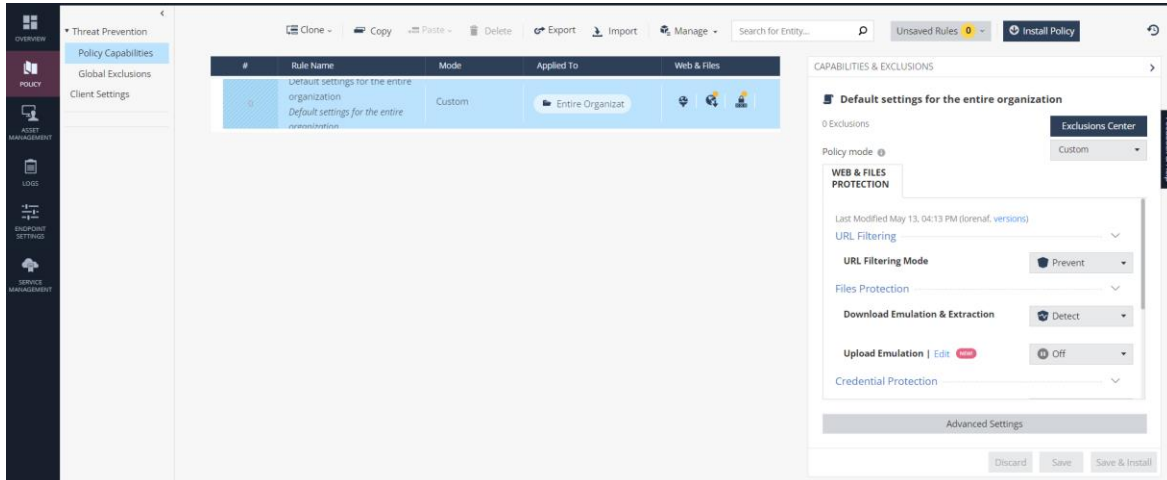 OVERVIEW
POLICY
ASSET
MANAGEMENT
LOGS
ENDPOINT
SETTINGS
SERVICE
MANAGEMENT
Threat Prevention
Policy Capabilities
Global Exclusions
Client Settings
Clone Copy Paste Delete Export Import Manage Search for Entity... Unsaved Rules 0 Install Policy
# Rule Name Mode Applied To Web & Files
Default settings for the entire
organization
Default settings for the entire
organization
0 Custom Entire Organizat
CAPABILITIES & EXCLUSIONS
Default settings for the entire organization
0 Exclusions Exclusions Center
Policy mode Custom
WEB & FILES
PROTECTION
Last Modified May 13, 04:13 PM (lorenaf, versions)
URL Filtering
URL Filtering Mode Prevent
Files Protection
Download Emulation & Extraction Detect
Upload Emulation | Edit NEW Off
Credential Protection
Advanced Settings
Discard Save Save & Install